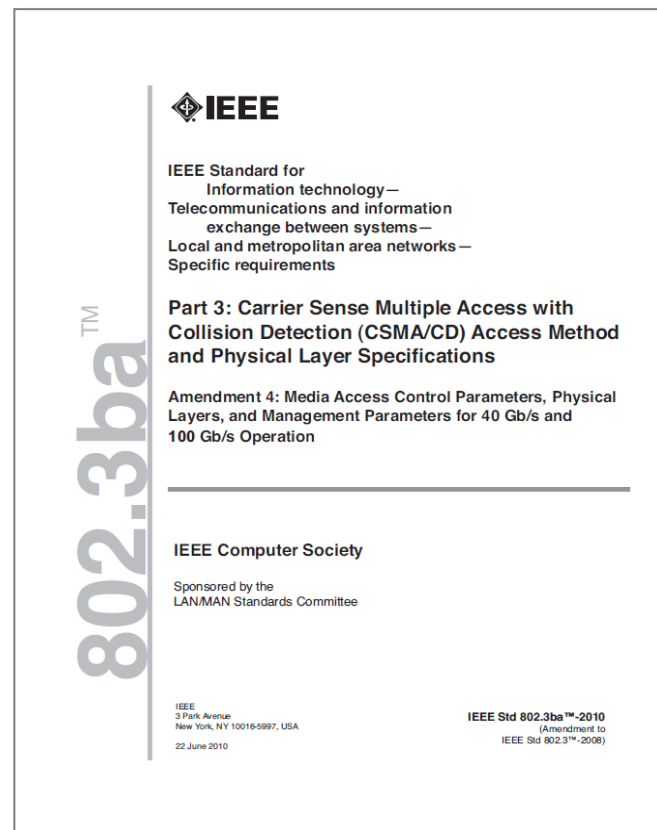 IEEE
IEEE Standard for
Information technology—
Telecommunications and information
exchange between systems—
Local and metropolitan area networks—
Specific requirements
Part 3: Carrier Sense Multiple Access with
Collision Detection (CSMA/CD) Access Method
and Physical Layer Specifications
Amendment 4: Media Access Control Parameters, Physical
Layers, and Management Parameters for 40 Gb/s and
100 Gb/s Operation
802.3ba™
IEEE Computer Society
Sponsored by the
LAN/MAN Standards Committee
IEEE
3 Park Avenue
New York, NY 10016-5997, USA
22 June 2010
IEEE Std 802.3ba™-2010
(Amendment to
IEEE Std 802.3™-2008)